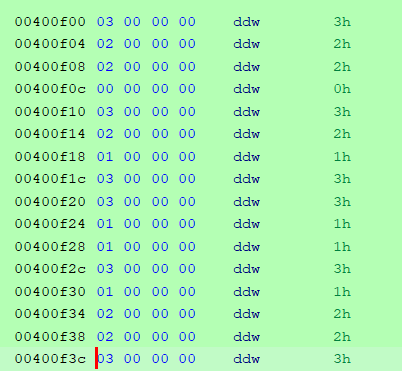 00400f00 03 00 00 00 ddw 3h
00400f04 02 00 00 00 ddw 2h
00400f08 02 00 00 00 ddw 2h
00400f0c 00 00 00 00 ddw 0h
00400f10 03 00 00 00 ddw 3h
00400f14 02 00 00 00 ddw 2h
00400f18 01 00 00 00 ddw 1h
00400f1c 03 00 00 00 ddw 3h
00400f20 03 00 00 00 ddw 3h
00400f24 01 00 00 00 ddw 1h
00400f28 01 00 00 00 ddw 1h
00400f2c 03 00 00 00 ddw 3h
00400f30 01 00 00 00 ddw 1h
00400f34 02 00 00 00 ddw 2h
00400f38 02 00 00 00 ddw 2h
00400f3c 03 00 00 00 ddw 3h